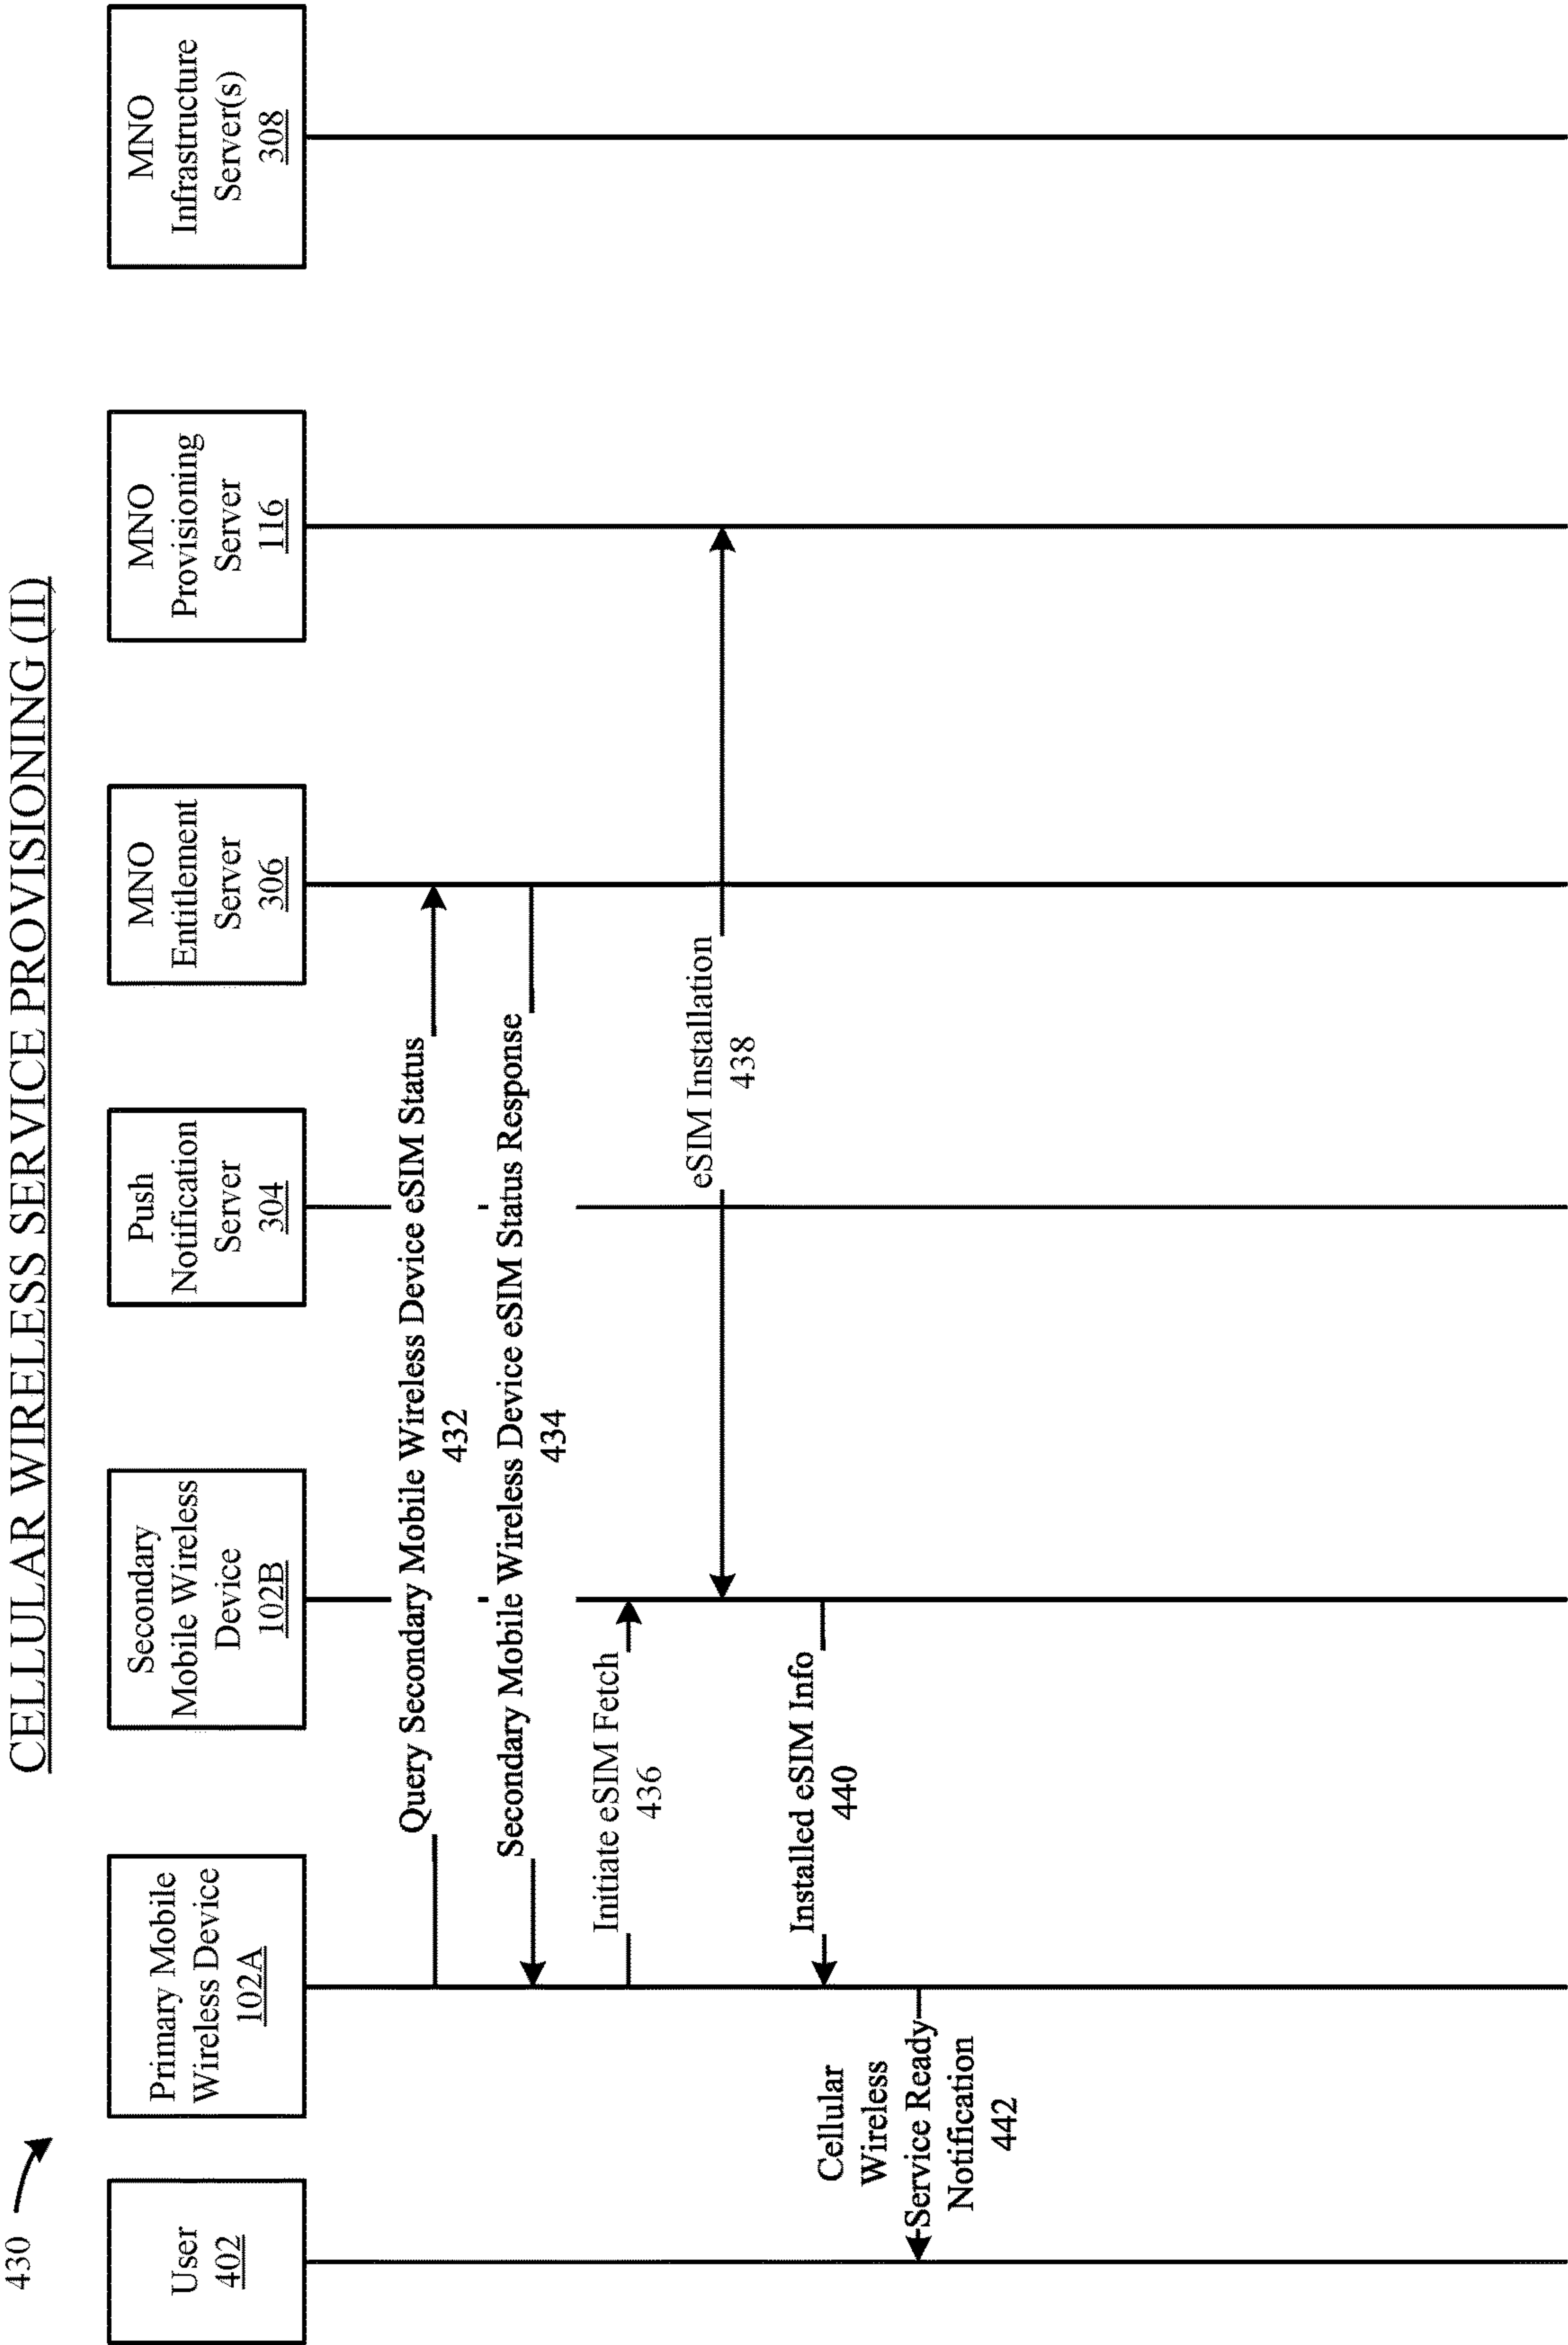 CELLULAR WIRELESS SERVICE PROVISIONING (II)
430
User
402
Primary Mobile
Wireless Device
102A
Secondary
Mobile Wireless
Device
102B
Push
Notification
Server
304
MNO
Entitlement
Server
306
MNO
Provisioning
Server
116
MNO
Infrastructure
Server(s)
308
Query Secondary Mobile Wireless Device eSIM Status
432
Secondary Mobile Wireless Device eSIM Status Response
434
Initiate eSIM Fetch
436
eSIM Installation
438
Installed eSIM Info
440
Cellular
Wireless
Service Ready
Notification
442